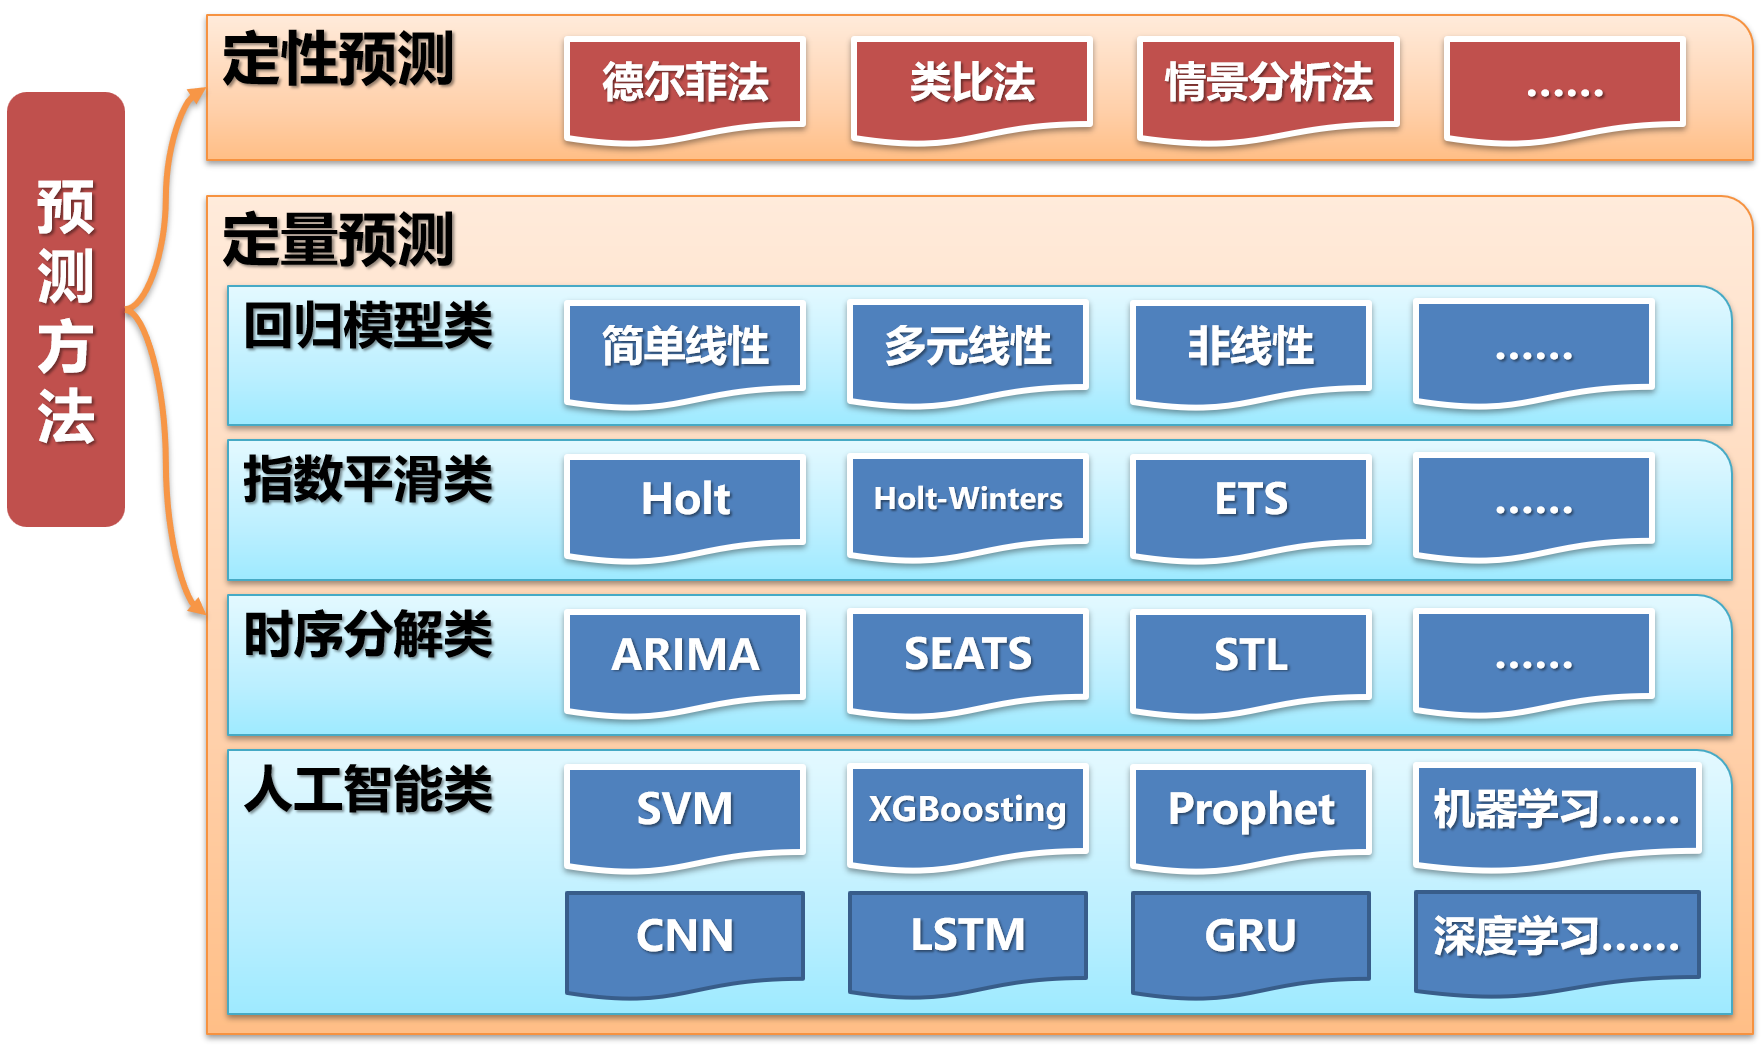 预测方法
定性预测
德尔菲法
类比法
情景分析法
……
定量预测
回归模型类
简单线性
多元线性
非线性
……
指数平滑类
Holt
Holt-Winters
ETS
……
时序分解类
ARIMA
SEATS
STL
……
人工智能类
SVM
XGBoosting
Prophet
机器学习……
CNN
LSTM
GRU
深度学习……